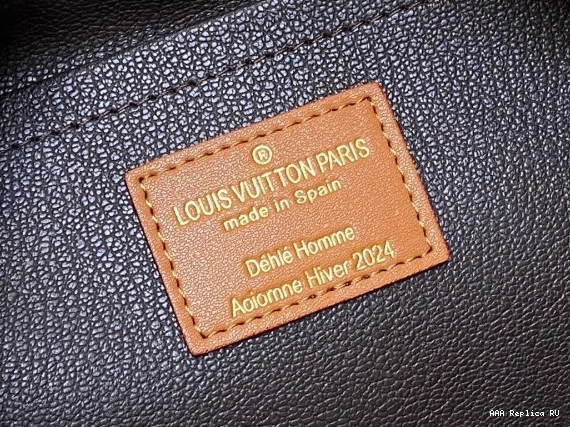 ®
LOUIS VUITTON PARIS
made in Spain
Déhlé Homme
Aoiomne Hiver 2024
AAA Replica RU